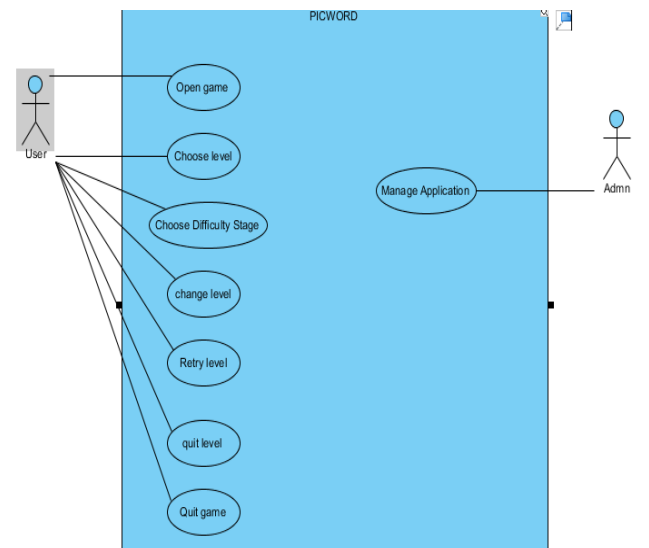 PICWORD
Open game
User
Choose level
Manage Application
Admn
Choose Difficulty Stage
change level
Retry level
quit level
Quit game